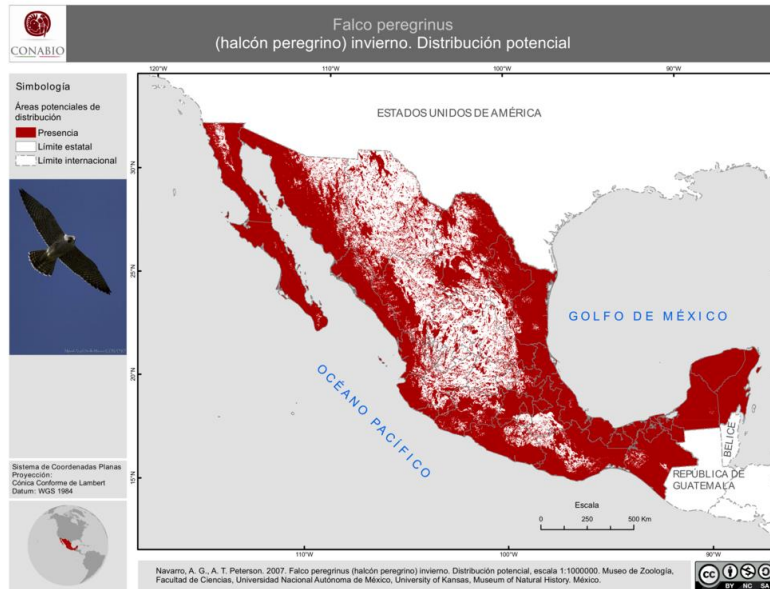 Falco peregrinus
(halcón peregrino) invierno. Distribución potencial
CONABIO
Simbología
Áreas potenciales de
distribución
Presencia
Límite estatal
Límite internacional
Sistema de Coordenadas Planas
Proyección:
Cónica Conforme de Lambert
Datum: WGS 1984
120°W
110°W
100°W
90°W
30°N
25°N
20°N
15°N
ESTADOS UNIDOS DE AMÉRICA
GOLFO DE MÉXICO
OCÉANO PACÍFICO
BELICE
REPÚBLICA DE
GUATEMALA
Escala
0 250 500 Km
110°W
100°W
90°W
Navarro, A. G., A. T. Peterson. 2007. Falco peregrinus (halcón peregrino) invierno. Distribución potencial, escala 1:1000000. Museo de Zoología,
Facultad de Ciencias, Universidad Nacional Autónoma de México, University of Kansas, Museum of Natural History. México.
cc
BY NC SA